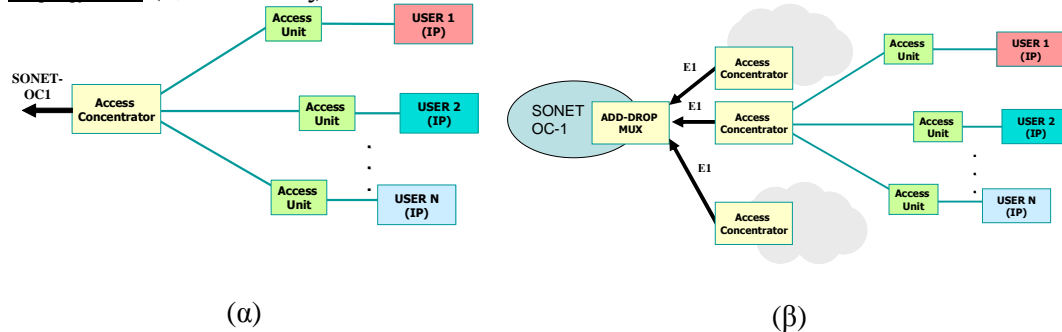 Access
Unit
USER 1
(IP)
SONET-
OC1
Access
Concentrator
Access
Unit
USER 2
(IP)
Access
Unit
USER N
(IP)
(α)
E1
Access
Concentrator
Access
Unit
USER 1
(IP)
SONET
OC-1
ADD-DROP
MUX
E1
Access
Concentrator
Access
Unit
USER 2
(IP)
E1
Access
Concentrator
Access
Unit
USER N
(IP)
(β)